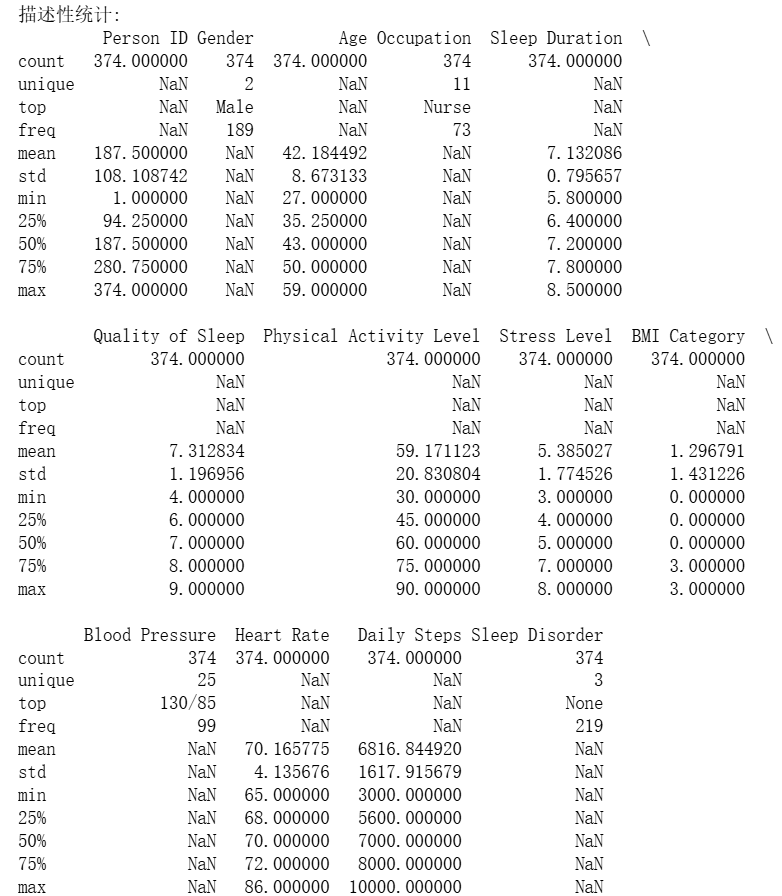 描述性统计:
Person ID Gender Age Occupation Sleep Duration \
count 374.000000 374 374.000000 374 374.000000
unique NaN 2 NaN 11 NaN
top NaN Male NaN Nurse NaN
freq NaN 189 NaN 73 NaN
mean 187.500000 NaN 42.184492 NaN 7.132086
std 108.108742 NaN 8.673133 NaN 0.795657
min 1.000000 NaN 27.000000 NaN 5.800000
25% 94.250000 NaN 35.250000 NaN 6.400000
50% 187.500000 NaN 43.000000 NaN 7.200000
75% 280.750000 NaN 50.000000 NaN 7.800000
max 374.000000 NaN 59.000000 NaN 8.500000
Quality of Sleep Physical Activity Level Stress Level BMI Category \
count 374.000000 374.000000 374.000000 374.000000
unique NaN NaN NaN NaN
top NaN NaN NaN NaN
freq NaN NaN NaN NaN
mean 7.312834 59.171123 5.385027 1.296791
std 1.196956 20.830804 1.774526 1.431226
min 4.000000 30.000000 3.000000 0.000000
25% 6.000000 45.000000 4.000000 0.000000
50% 7.000000 60.000000 5.000000 0.000000
75% 8.000000 75.000000 7.000000 3.000000
max 9.000000 90.000000 8.000000 3.000000
Blood Pressure Heart Rate Daily Steps Sleep Disorder
count 374 374.000000 374.000000 374
unique 25 NaN NaN 3
top 130/85 NaN NaN None
freq 99 NaN NaN 219
mean NaN 70.165775 6816.844920 NaN
std NaN 4.135676 1617.915679 NaN
min NaN 65.000000 3000.000000 NaN
25% NaN 68.000000 5600.000000 NaN
50% NaN 70.000000 7000.000000 NaN
75% NaN 72.000000 8000.000000 NaN
max NaN 86.000000 10000.000000 NaN